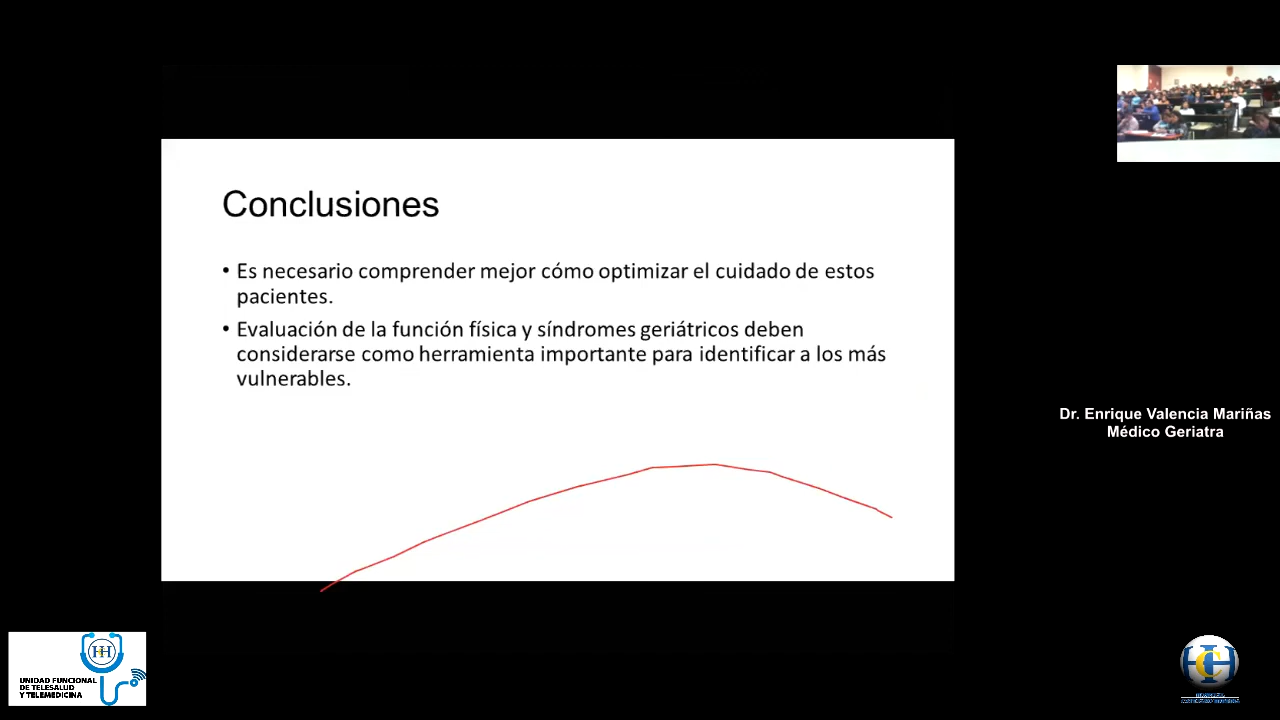 Conclusiones
• Es necesario comprender mejor cómo optimizar el cuidado de estos
pacientes.
• Evaluación de la función física y síndromes geriátricos deben
considerarse como herramienta importante para identificar a los más
vulnerables.
Dr. Enrique Valencia Mariñas
Médico Geriatra
UNIDAD FUNCIONAL
DE TELESALUD
Y TELEMEDICINA